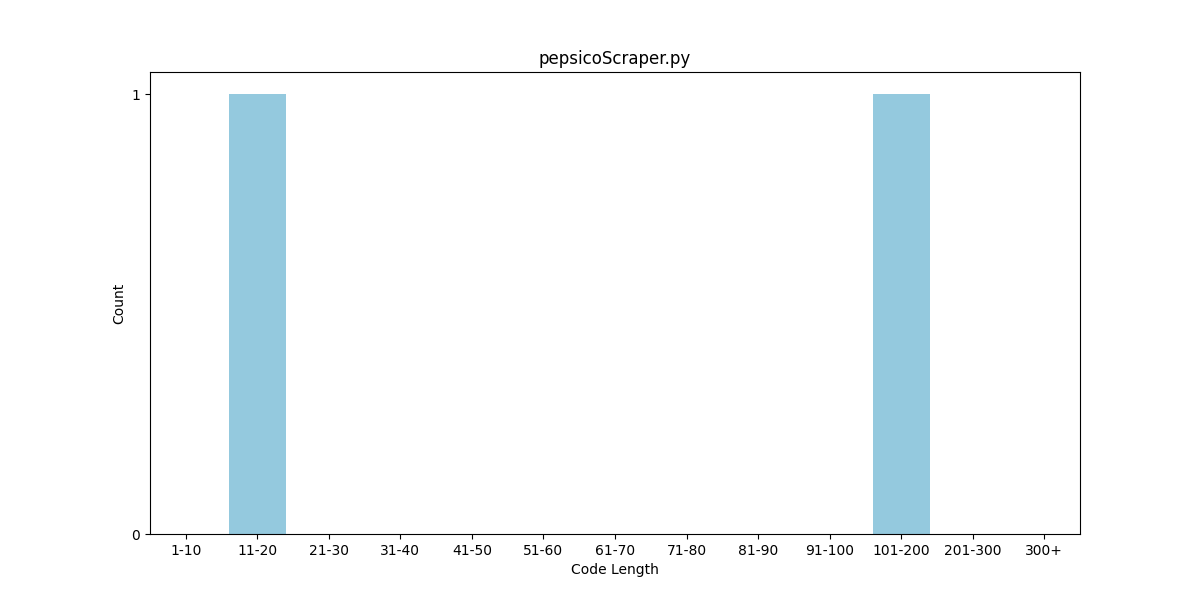 pepsicoScraper.py
1
Count
0
1-10 11-20 21-30 31-40 41-50 51-60 61-70 71-80 81-90 91-100 101-200 201-300 300+
Code Length